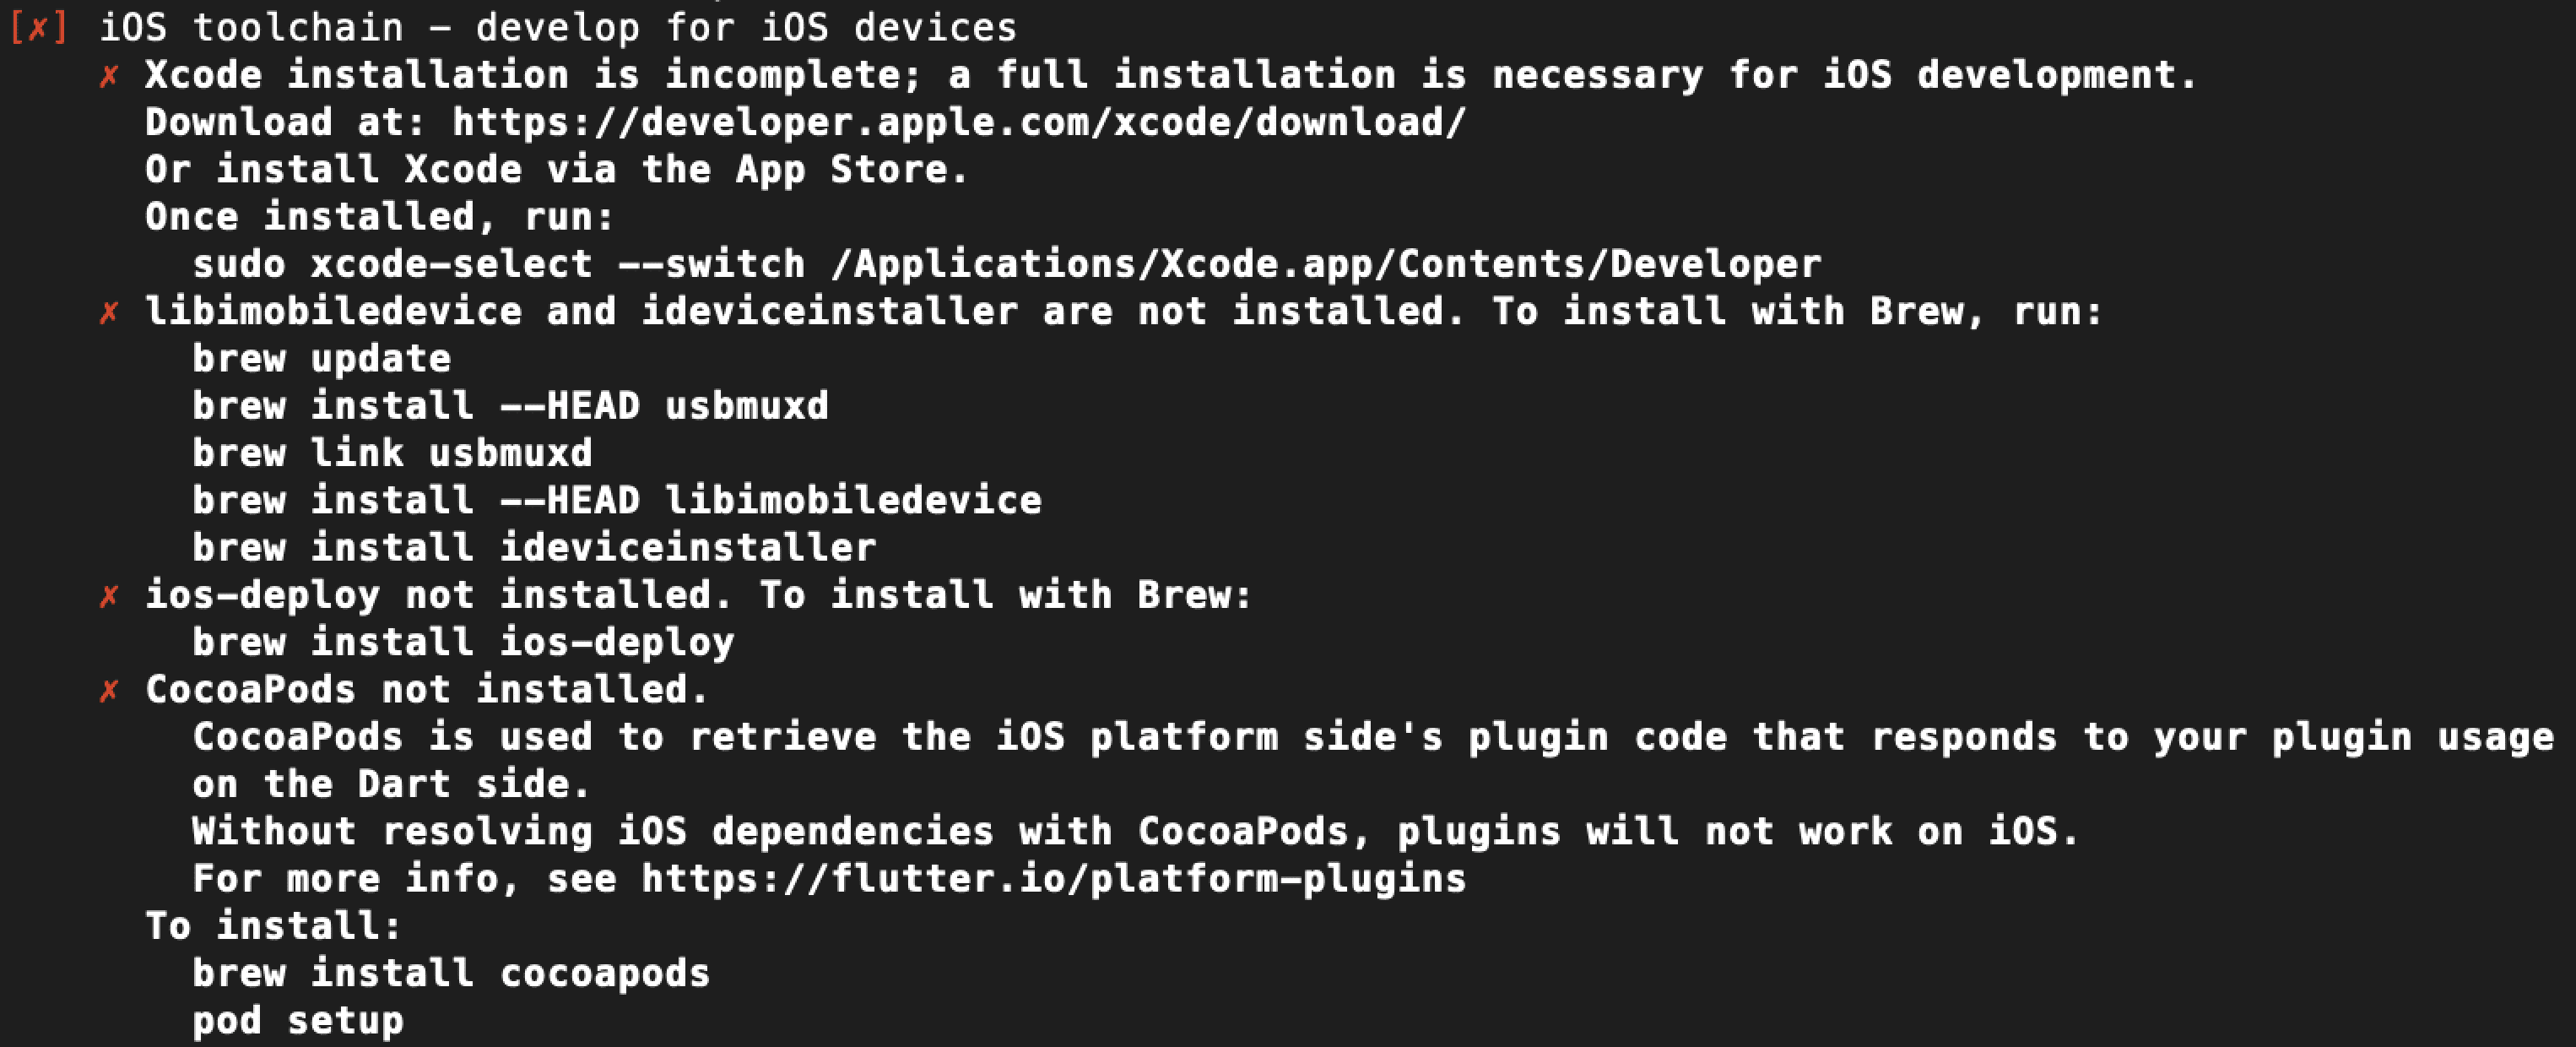 [✗] iOS toolchain - develop for iOS devices
✗ Xcode installation is incomplete; a full installation is necessary for iOS development.
Download at: https://developer.apple.com/xcode/download/
Or install Xcode via the App Store.
Once installed, run:
sudo xcode-select --switch /Applications/Xcode.app/Contents/Developer
✗ libimobiledevice and ideviceinstaller are not installed. To install with Brew, run:
brew update
brew install --HEAD usbmuxd
brew link usbmuxd
brew install --HEAD libimobiledevice
brew install ideviceinstaller
✗ ios-deploy not installed. To install with Brew:
brew install ios-deploy
✗ CocoaPods not installed.
CocoaPods is used to retrieve the iOS platform side's plugin code that responds to your plugin usage
on the Dart side.
Without resolving iOS dependencies with CocoaPods, plugins will not work on iOS.
For more info, see https://flutter.io/platform-plugins
To install:
brew install cocoapods
pod setup